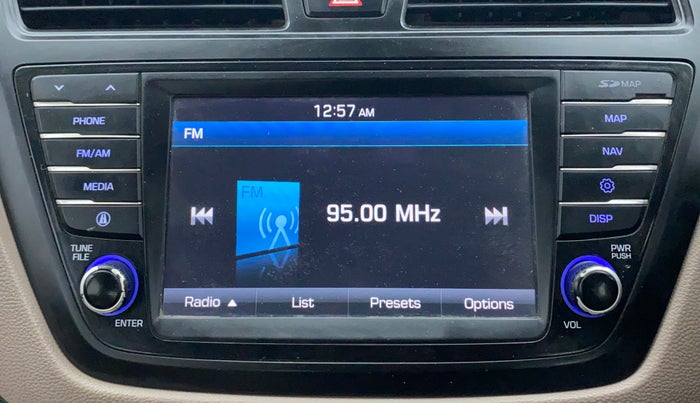 12:57 AM
FM
FM
95.00 MHz
Radio ▲ List Presets Options
PHONE
FM/AM
MEDIA
TUNE
FILE
ENTER
SD MAP
MAP
NAV
DISP
PWR
PUSH
VOL